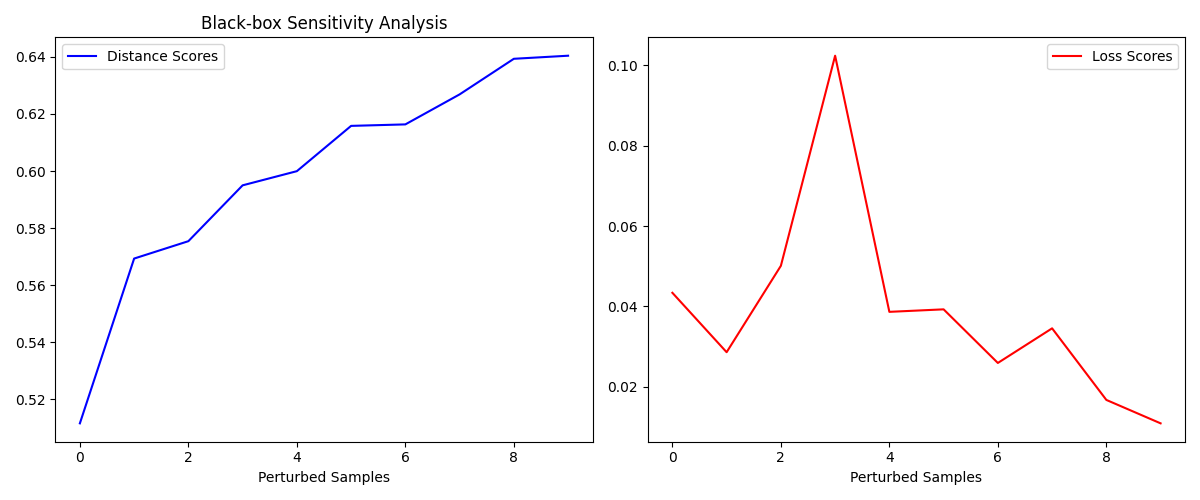 Black-box Sensitivity Analysis
Distance Scores
0.64
0.62
0.60
0.58
0.56
0.54
0.52
0 2 4 6 8
Perturbed Samples
Loss Scores
0.10
0.08
0.06
0.04
0.02
0 2 4 6 8
Perturbed Samples